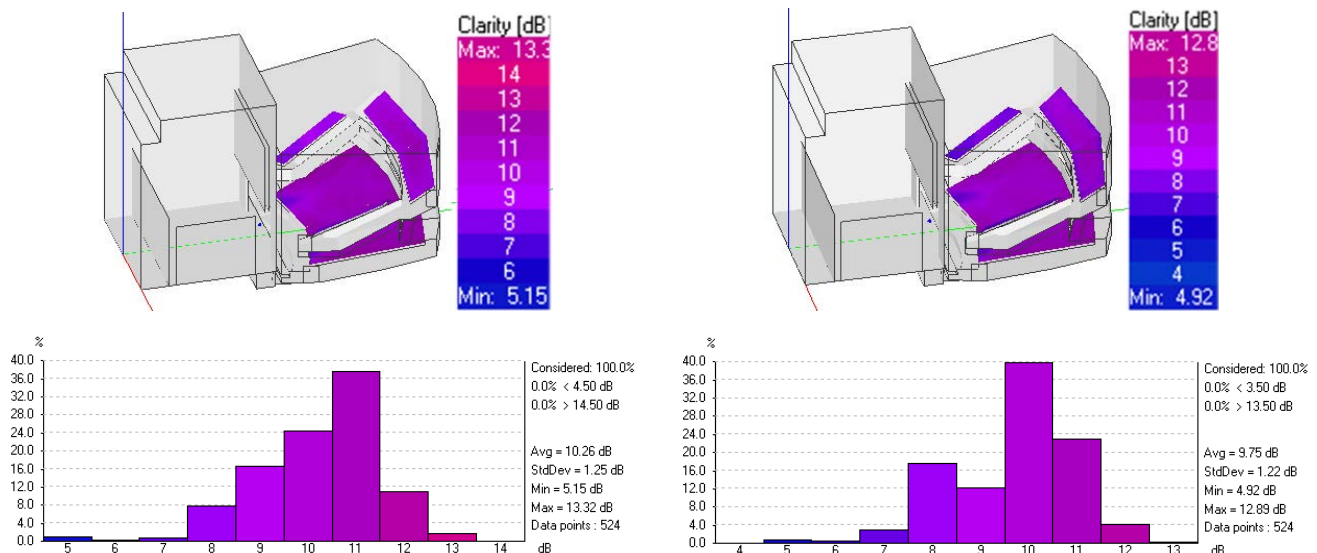 Clarity [dB]
Max: 13.3
14
13
12
11
10
9
8
7
6
Min: 5.15
Clarity [dB]
Max: 12.8
13
12
11
10
9
8
7
6
5
4
Min: 4.92
%
40.0
36.0
32.0
28.0
24.0
20.0
16.0
12.0
8.0
4.0
0.0
5 6 7 8 9 10 11 12 13 14
dB
Considered: 100.0%
0.0% < 4.50 dB
0.0% > 14.50 dB
Avg = 10.26 dB
StdDev = 1.25 dB
Min = 5.15 dB
Max = 13.32 dB
Data points : 524
%
40.0
36.0
32.0
28.0
24.0
20.0
16.0
12.0
8.0
4.0
0.0
4 5 6 7 8 9 10 11 12 13
dB
Considered: 100.0%
0.0% < 3.50 dB
0.0% > 13.50 dB
Avg = 9.75 dB
StdDev = 1.22 dB
Min = 4.92 dB
Max = 12.89 dB
Data points : 524